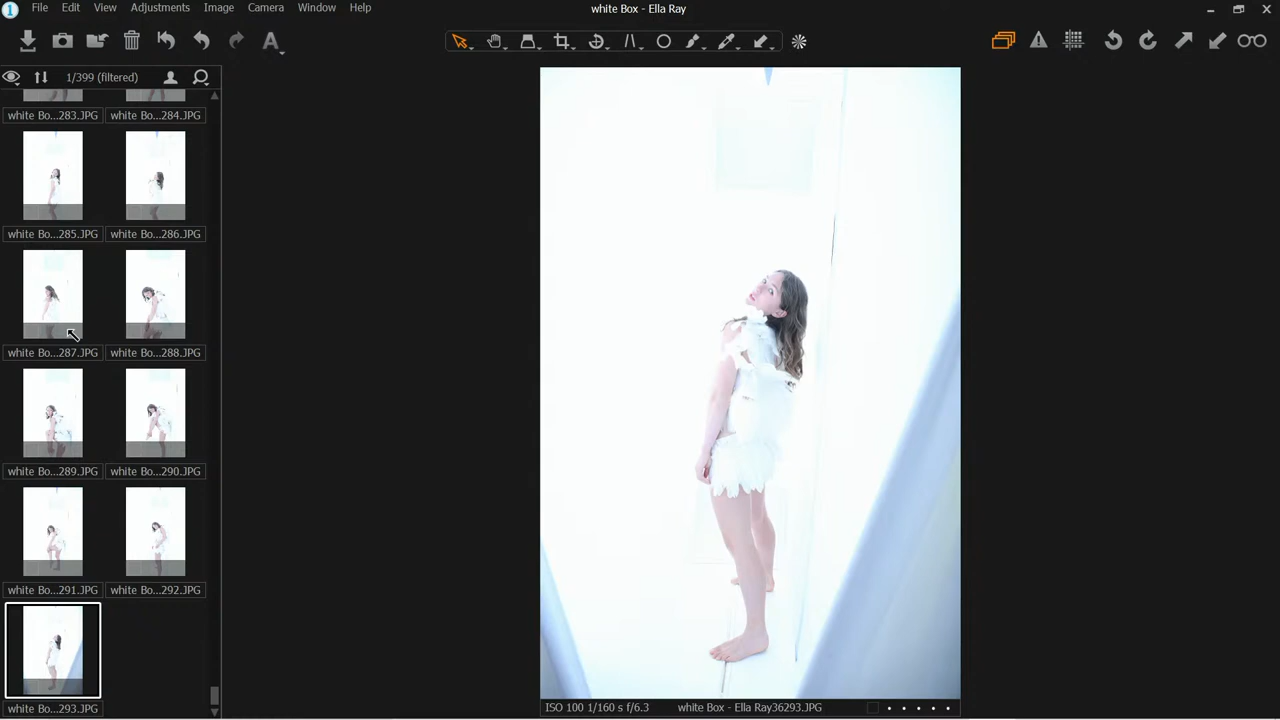 File Edit View Adjustments Image Camera Window Help
white Box - Ella Ray
1/399 (filtered)
white Bo...283.JPG white Bo...284.JPG
white Bo...285.JPG white Bo...286.JPG
white Bo...287.JPG white Bo...288.JPG
white Bo...289.JPG white Bo...290.JPG
white Bo...291.JPG white Bo...292.JPG
white Bo...293.JPG
ISO 100 1/160 s f/6.3 white Box - Ella Ray36293.JPG